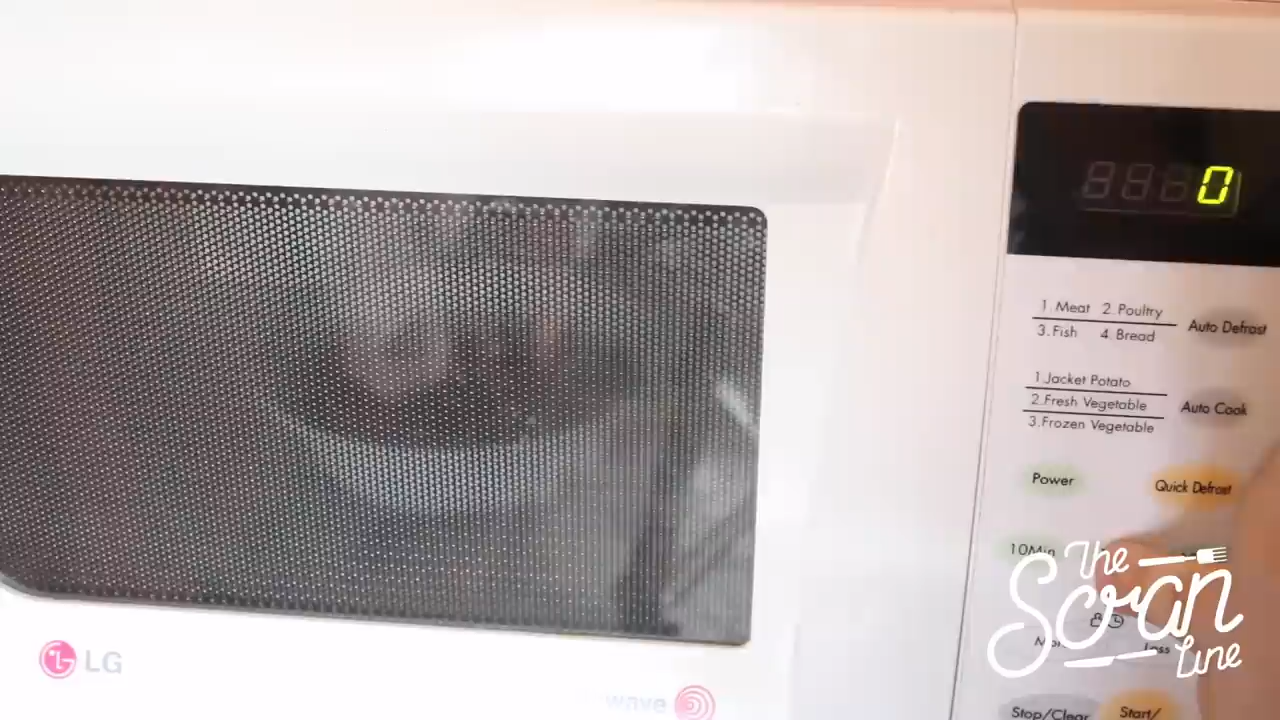 0
1. Meat 2. Poultry
3. Fish 4. Bread
Auto Defrost
1. Jacket Potato
2. Fresh Vegetable
3. Frozen Vegetable
Auto Cook
Power
Quick Defrost
10Min
The
Scran
Line
Less
Stop/Clear
Start/
LG
wave